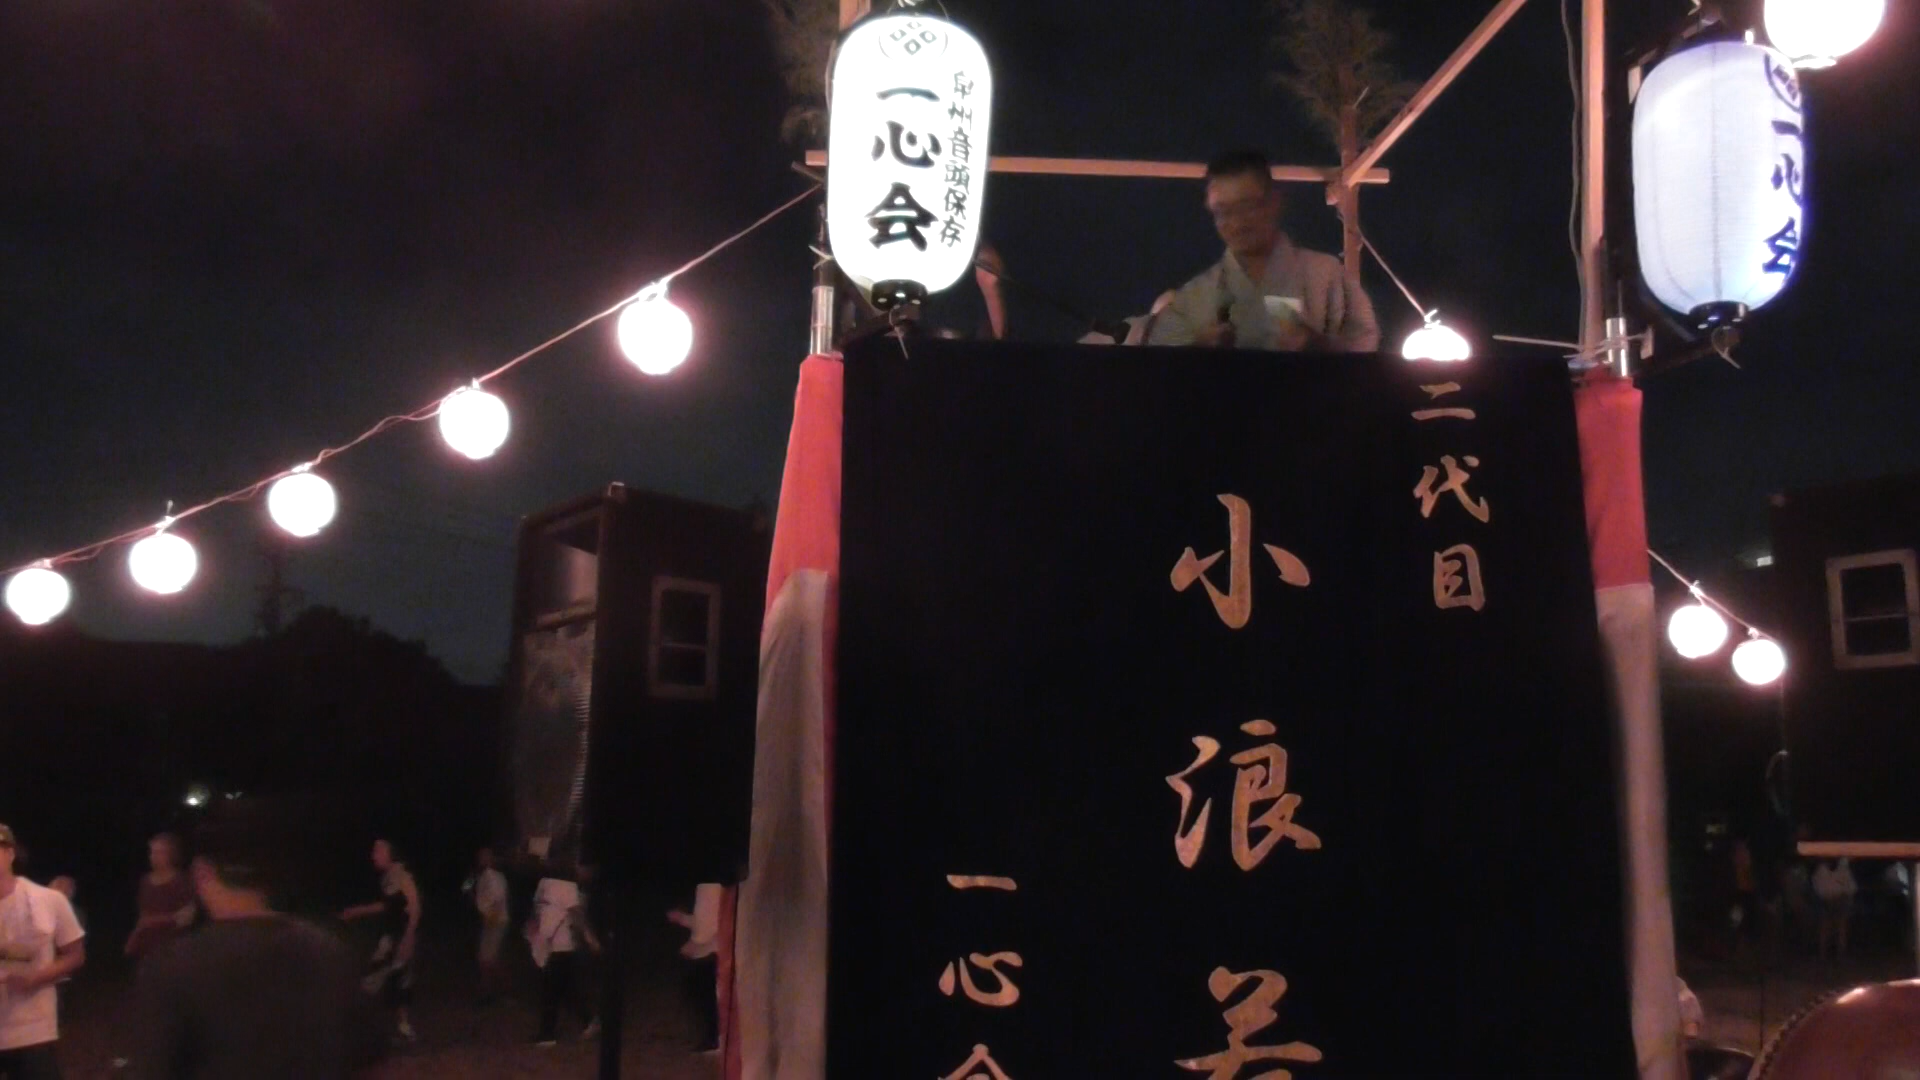 泉州音頭保存
一心会
一心会
二代目
小浪
一心会